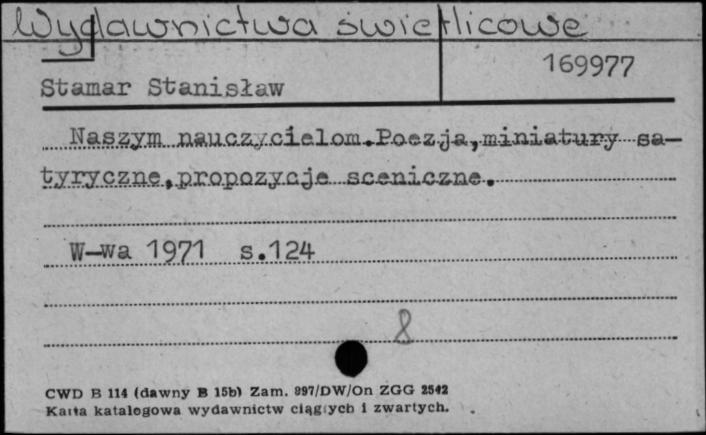 Wydawnictwa świetlicowe
169977
Stamar Stanisław
Naszym nauczycielom.Poezja,miniatury sa-
tyryczne,propozycje sceniczne.
W-wa 1971 s.124
8
CWD B 114 (dawny B 15b) Zam. 997/DW/On ZGG 2542
Karta katalogowa wydawnictw ciągłych i zwartych.